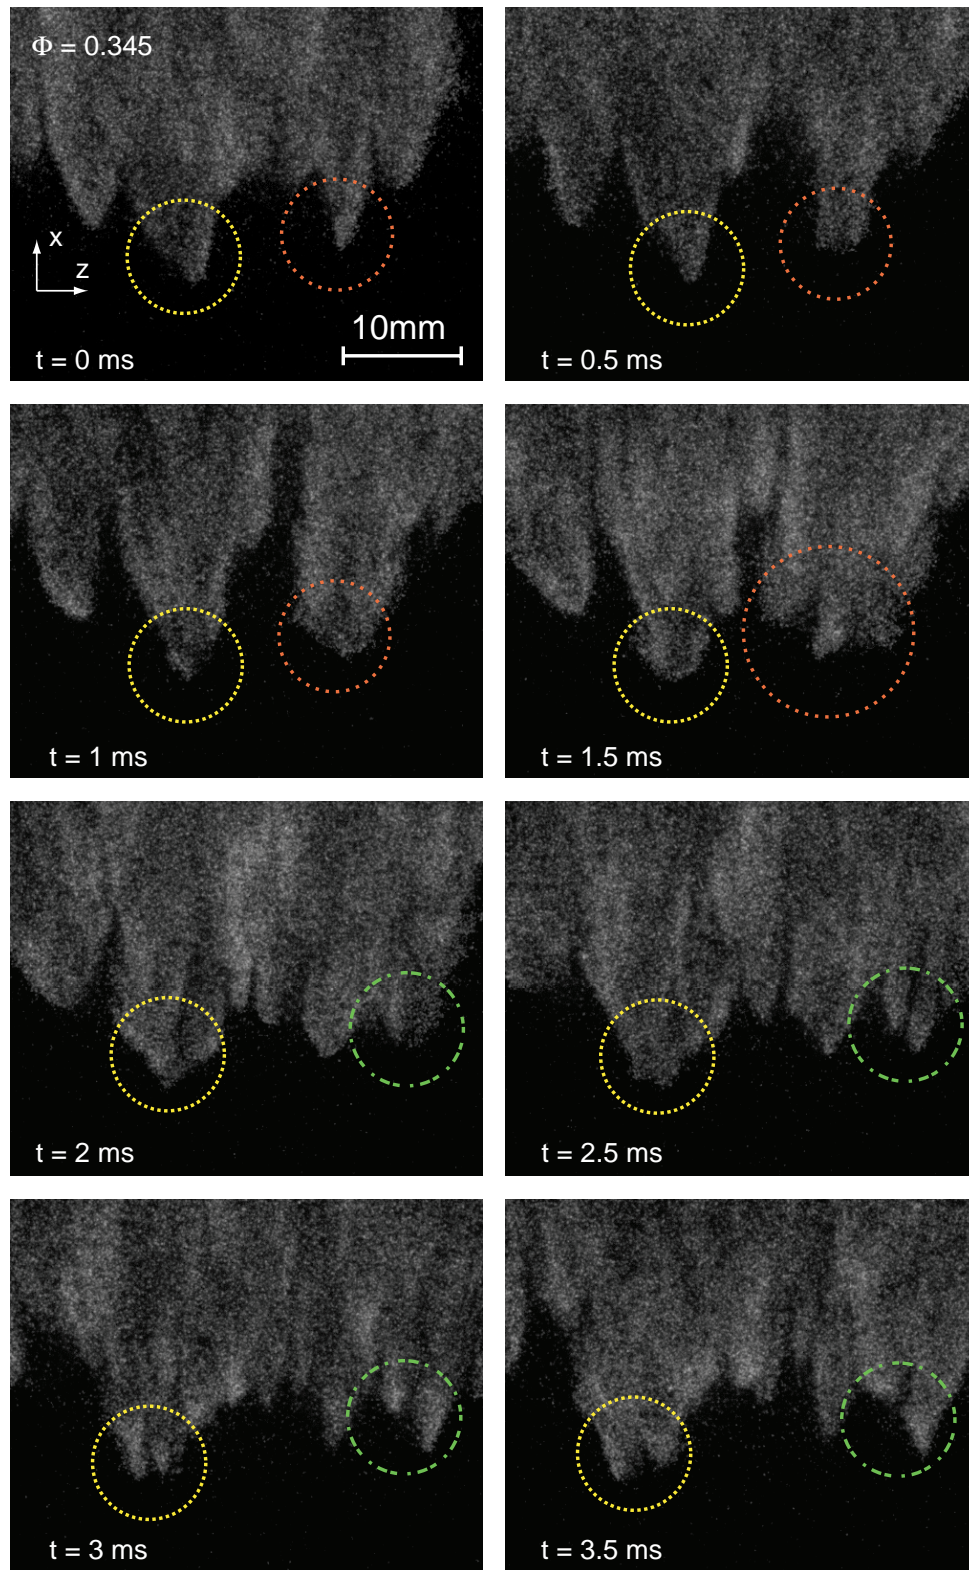 Φ = 0.345
x
z
10mm
t = 0 ms
t = 0.5 ms
t = 1 ms
t = 1.5 ms
t = 2 ms
t = 2.5 ms
t = 3 ms
t = 3.5 ms